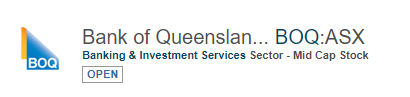 BOQ
Bank of Queenslan... BOQ:ASX
Banking & Investment Services Sector - Mid Cap Stock
OPEN